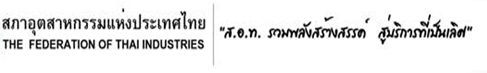 สภาอุตสาหกรรมแห่งประเทศไทย
THE FEDERATION OF THAI INDUSTRIES
"ส.อ.ท. รวมพลังสร้างสรรค์ สู่บริการที่เป็นเลิศ"